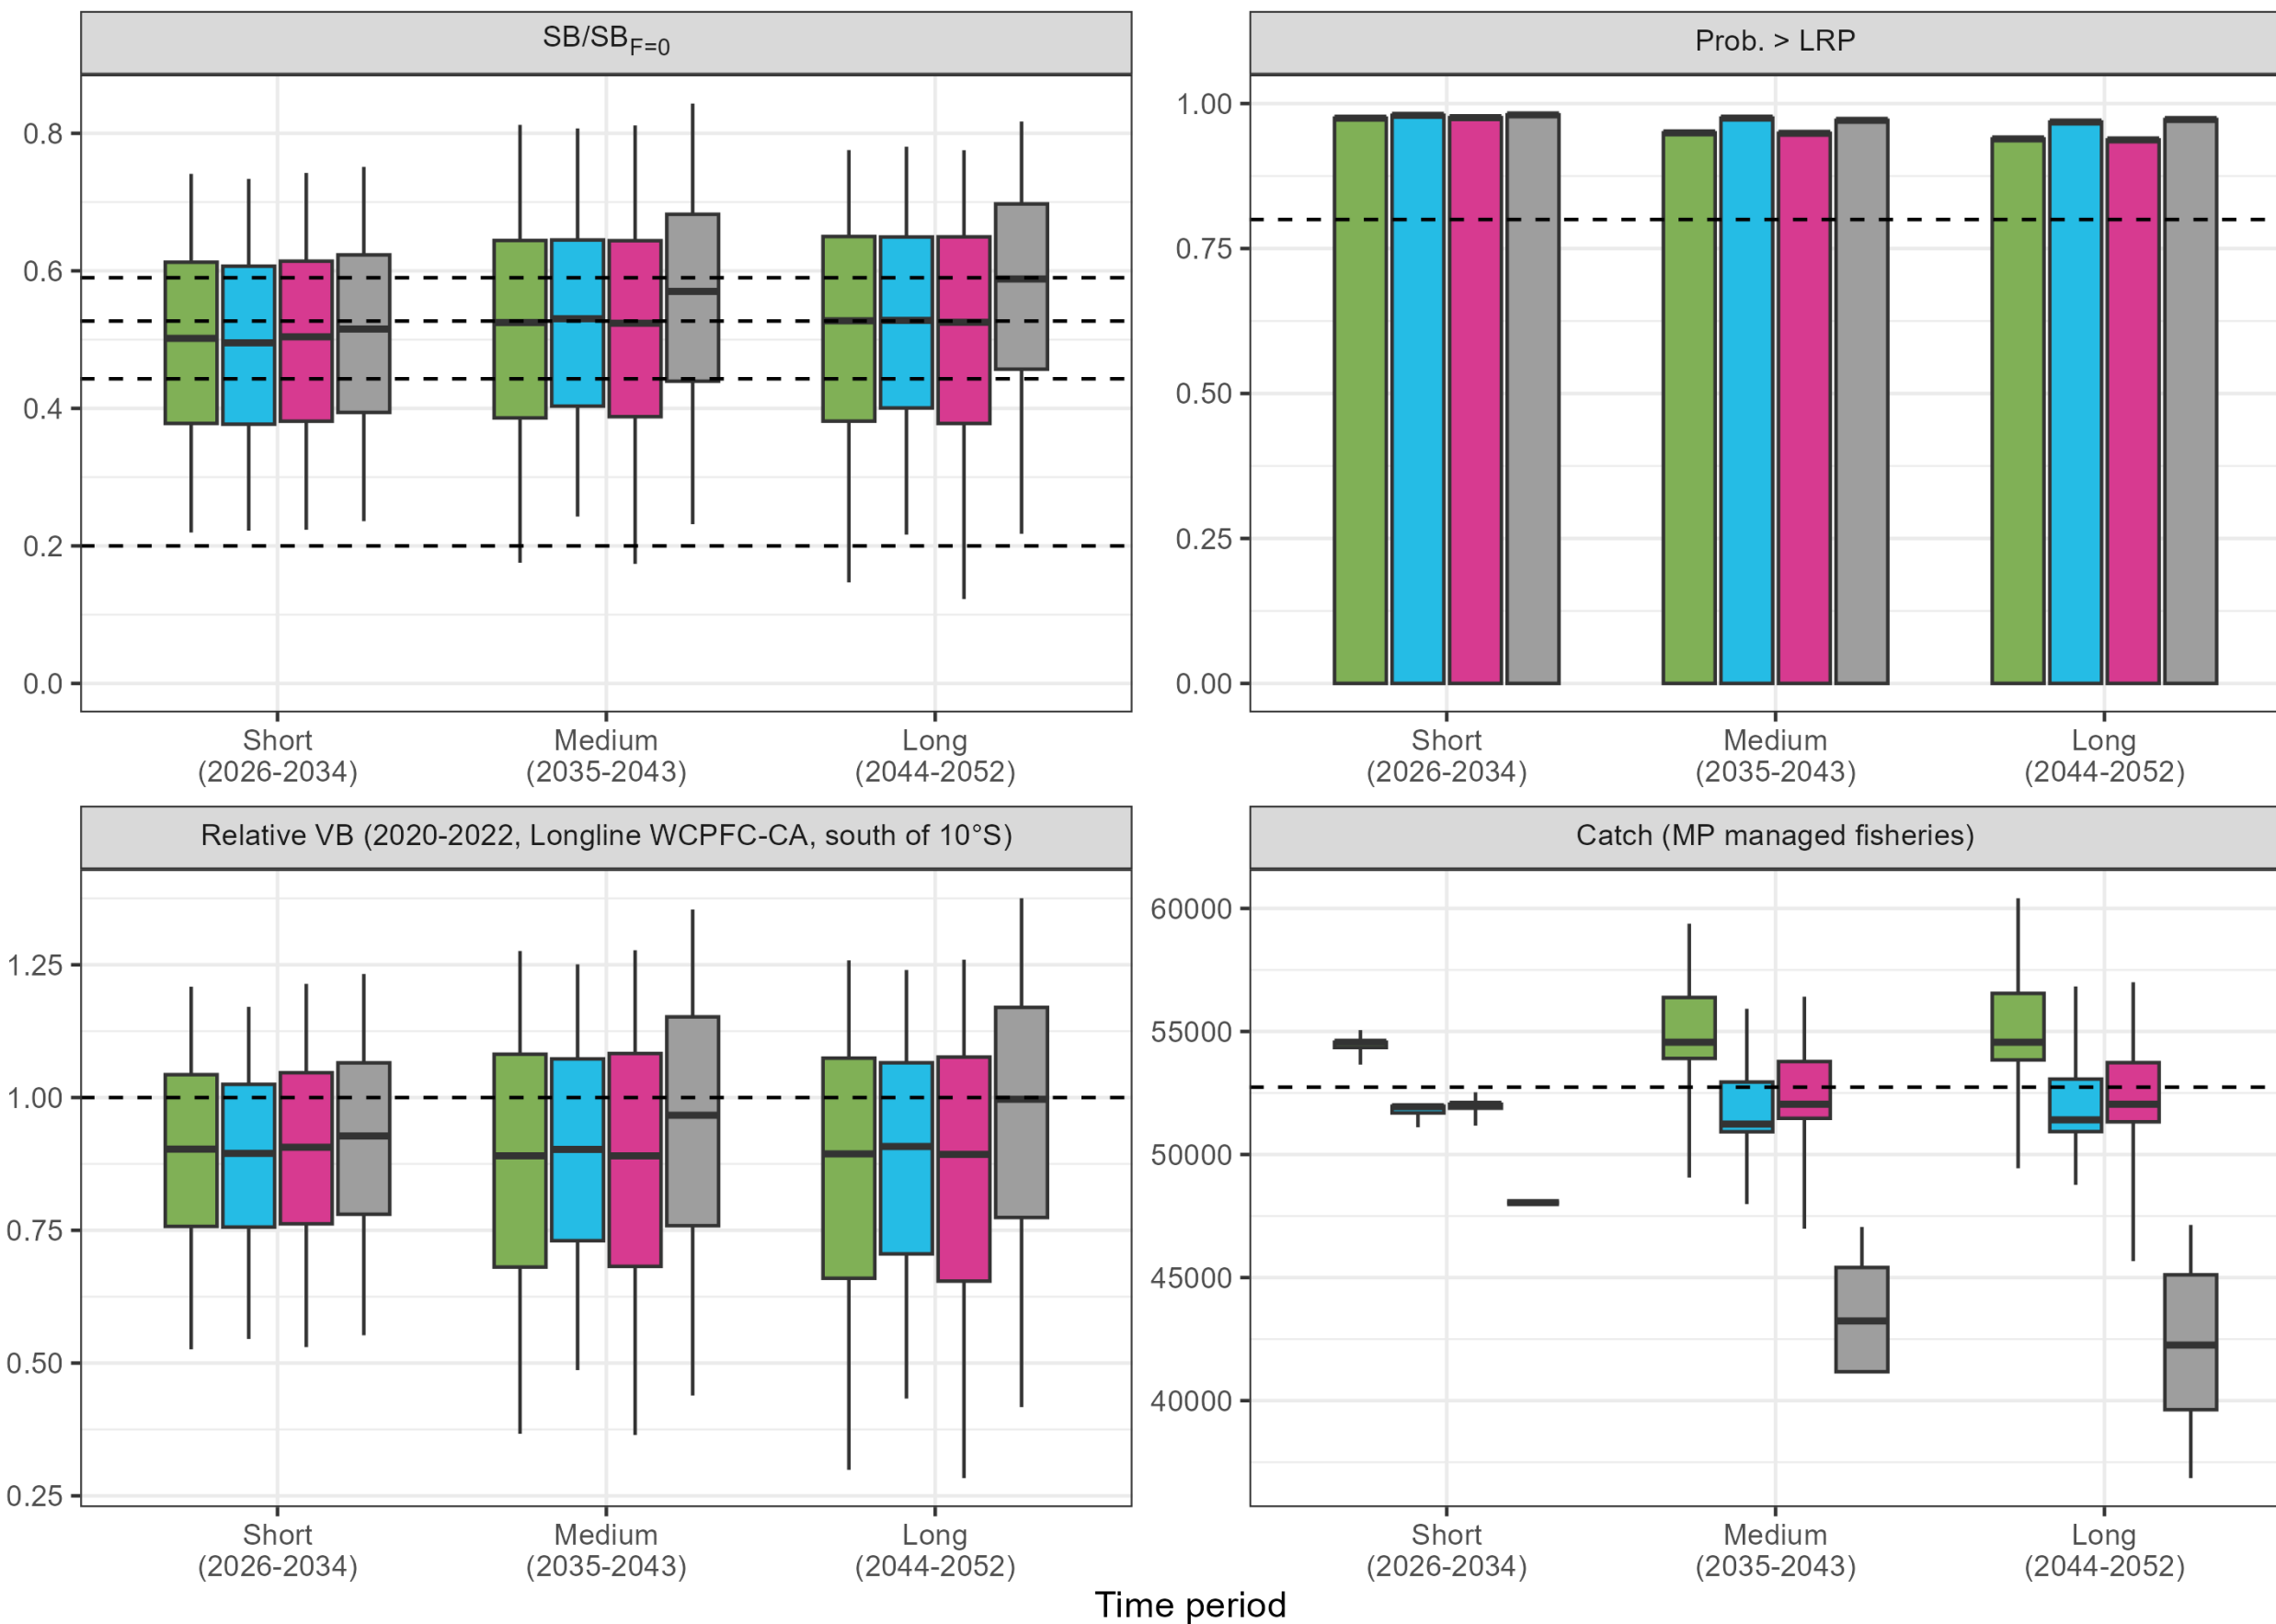 SB/SBF=0
0.8
0.6
0.4
0.2
0.0
Short
(2026-2034)
Medium
(2035-2043)
Long
(2044-2052)
Prob. > LRP
1.00
0.75
0.50
0.25
0.00
Short
(2026-2034)
Medium
(2035-2043)
Long
(2044-2052)
Relative VB (2020-2022, Longline WCPFC-CA, south of 10°S)
1.25
1.00
0.75
0.50
0.25
Short
(2026-2034)
Medium
(2035-2043)
Long
(2044-2052)
Catch (MP managed fisheries)
60000
55000
50000
45000
40000
Short
(2026-2034)
Medium
(2035-2043)
Long
(2044-2052)
Time period